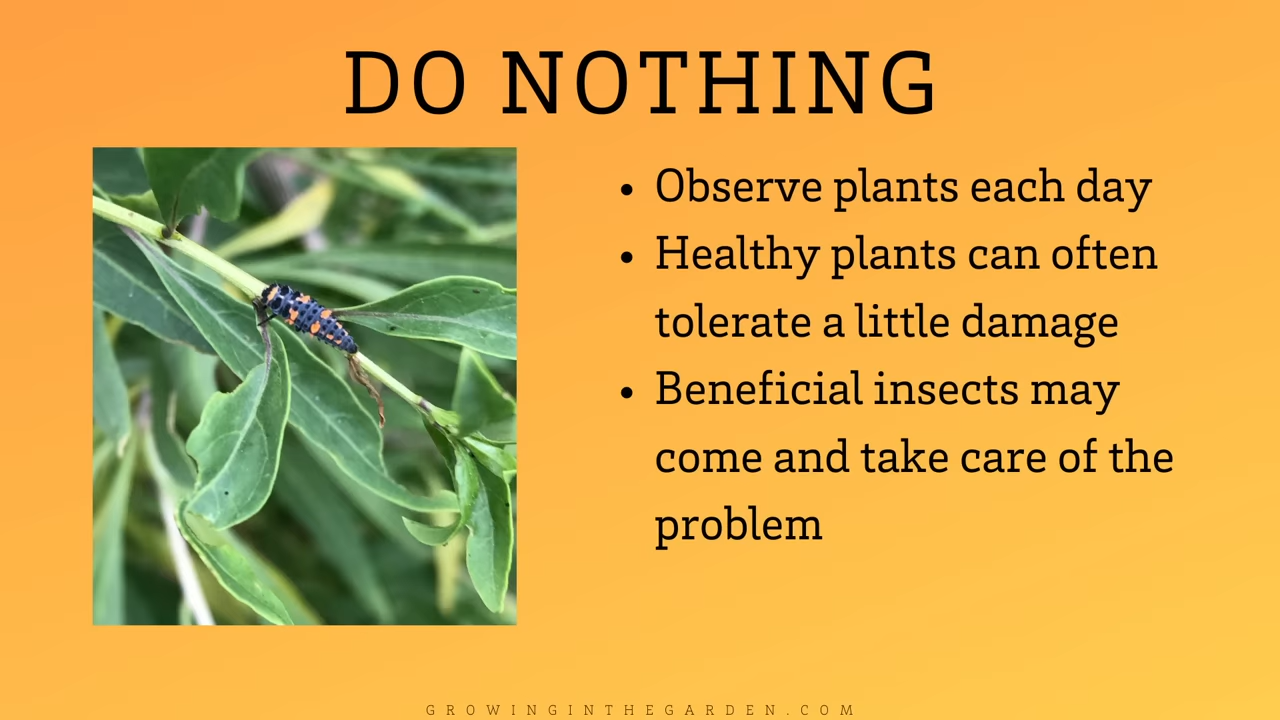 DO NOTHING
• Observe plants each day
• Healthy plants can often
tolerate a little damage
• Beneficial insects may
come and take care of the
problem
GROWINGINTHEGARDEN.COM